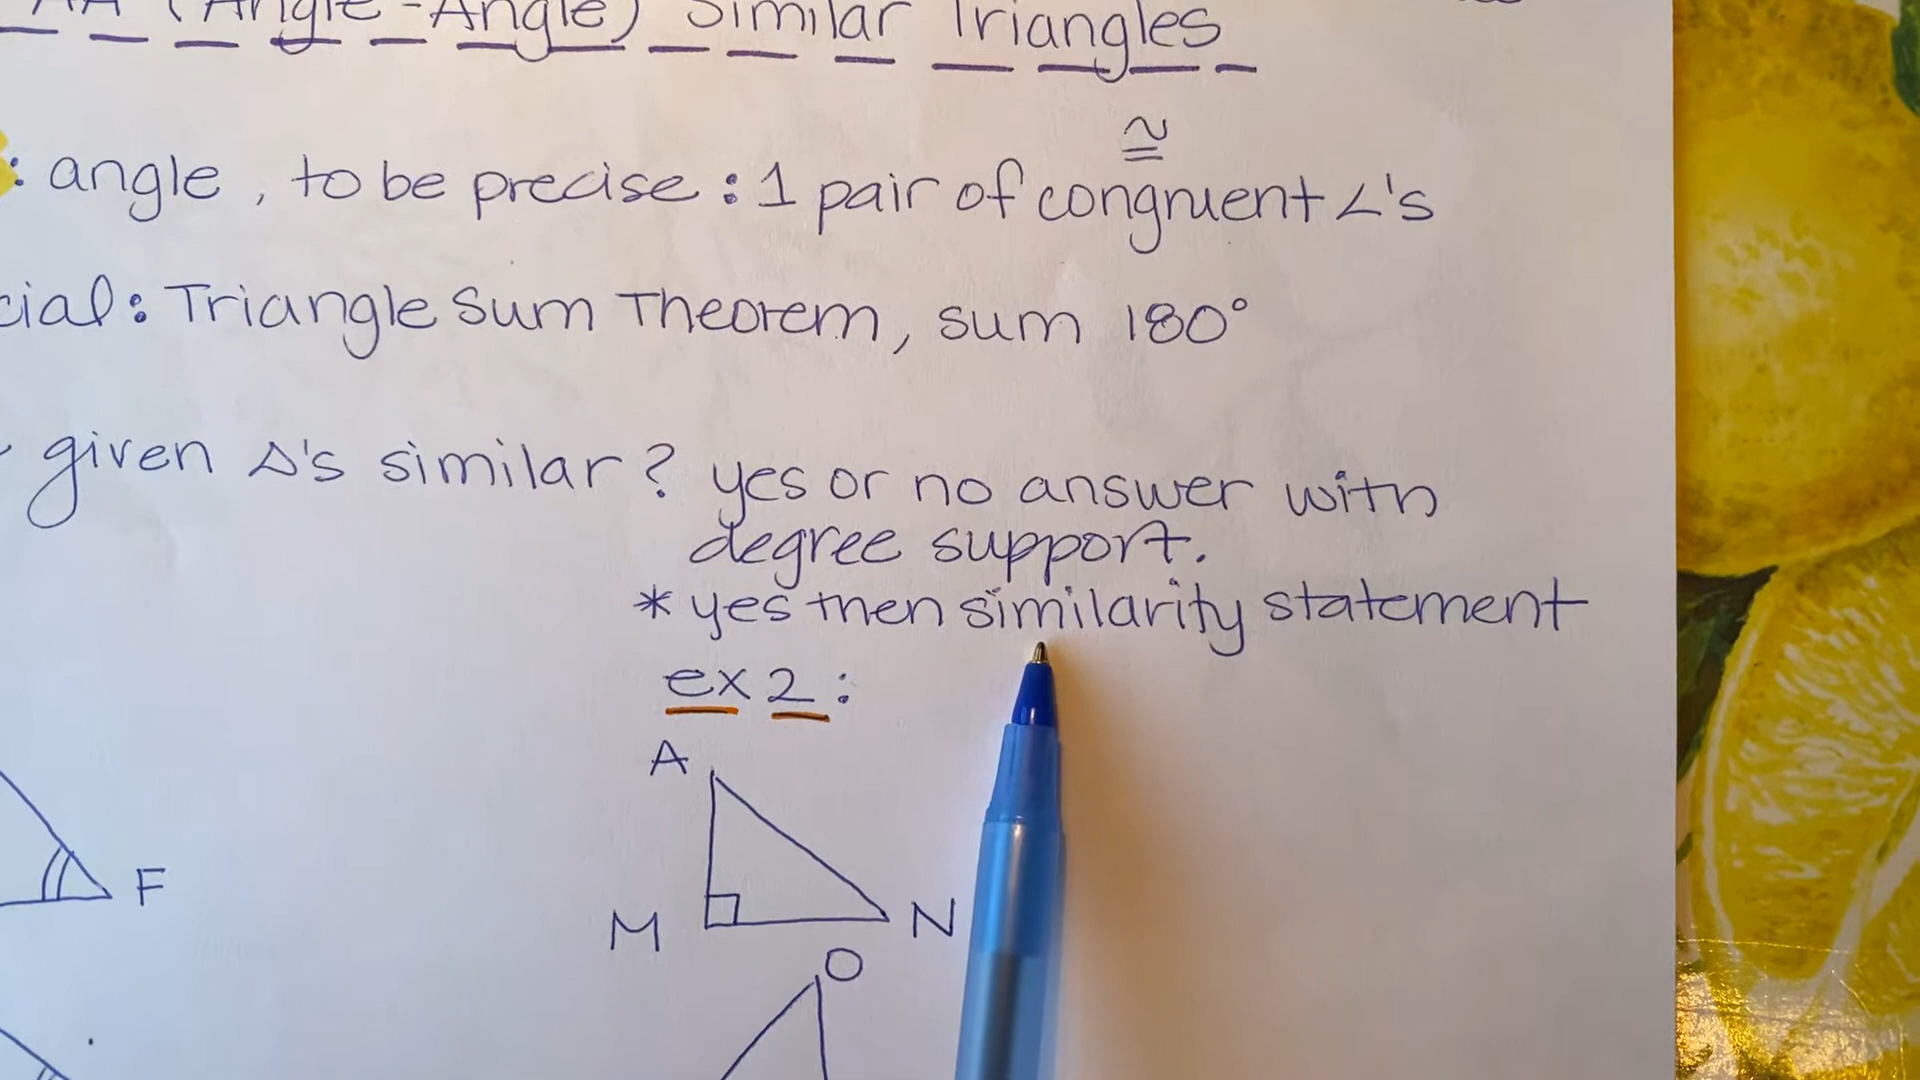 AA (Angle-Angle) Similar Triangles
≅
: angle, to be precise: 1 pair of congruent ∠'s
cial: Triangle Sum Theorem, sum 180°
given △'s similar? yes or no answer with
degree support.
* yes then similarity statement
ex 2:
A
F
M
N
O